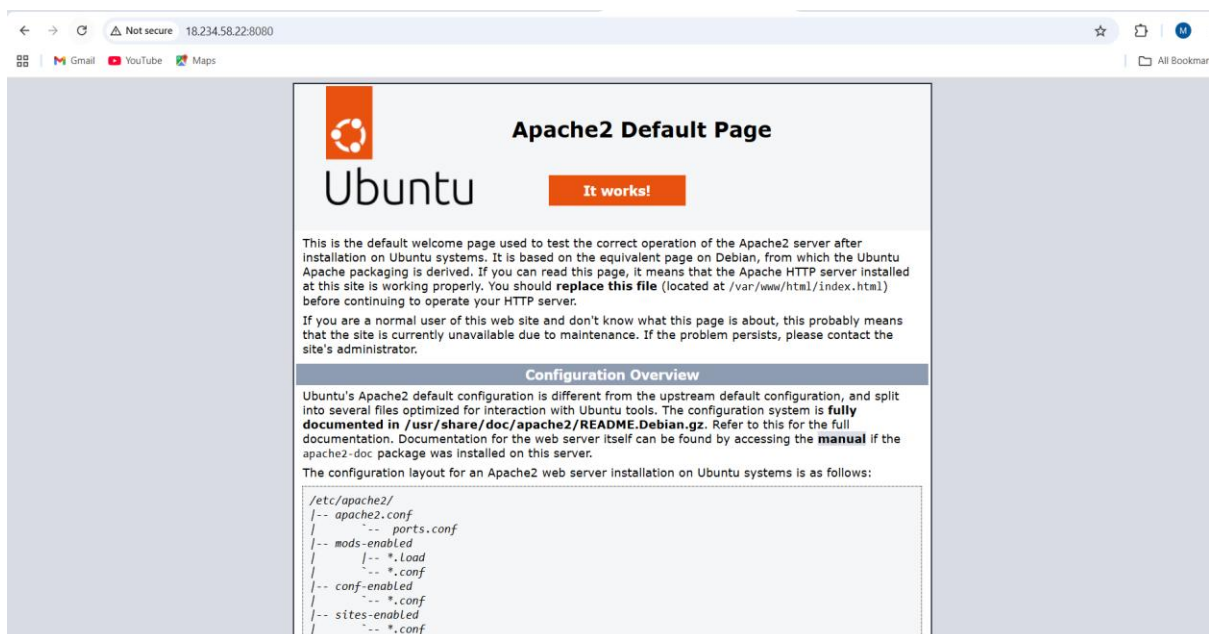 Not secure 18.234.58.22:8080
M
Gmail YouTube Maps
All Bookmar
Apache2 Default Page
Ubuntu
It works!
This is the default welcome page used to test the correct operation of the Apache2 server after
installation on Ubuntu systems. It is based on the equivalent page on Debian, from which the Ubuntu
Apache packaging is derived. If you can read this page, it means that the Apache HTTP server installed
at this site is working properly. You should replace this file (located at /var/www/html/index.html)
before continuing to operate your HTTP server.
If you are a normal user of this web site and don't know what this page is about, this probably means
that the site is currently unavailable due to maintenance. If the problem persists, please contact the
site's administrator.
Configuration Overview
Ubuntu's Apache2 default configuration is different from the upstream default configuration, and split
into several files optimized for interaction with Ubuntu tools. The configuration system is fully
documented in /usr/share/doc/apache2/README.Debian.gz. Refer to this for the full
documentation. Documentation for the web server itself can be found by accessing the manual if the
apache2-doc package was installed on this server.
The configuration layout for an Apache2 web server installation on Ubuntu systems is as follows:
/etc/apache2/
|-- apache2.conf
|       `--  ports.conf
|-- mods-enabled
|       |-- *.load
|       `-- *.conf
|-- conf-enabled
|       `-- *.conf
|-- sites-enabled
|       `-- *.conf